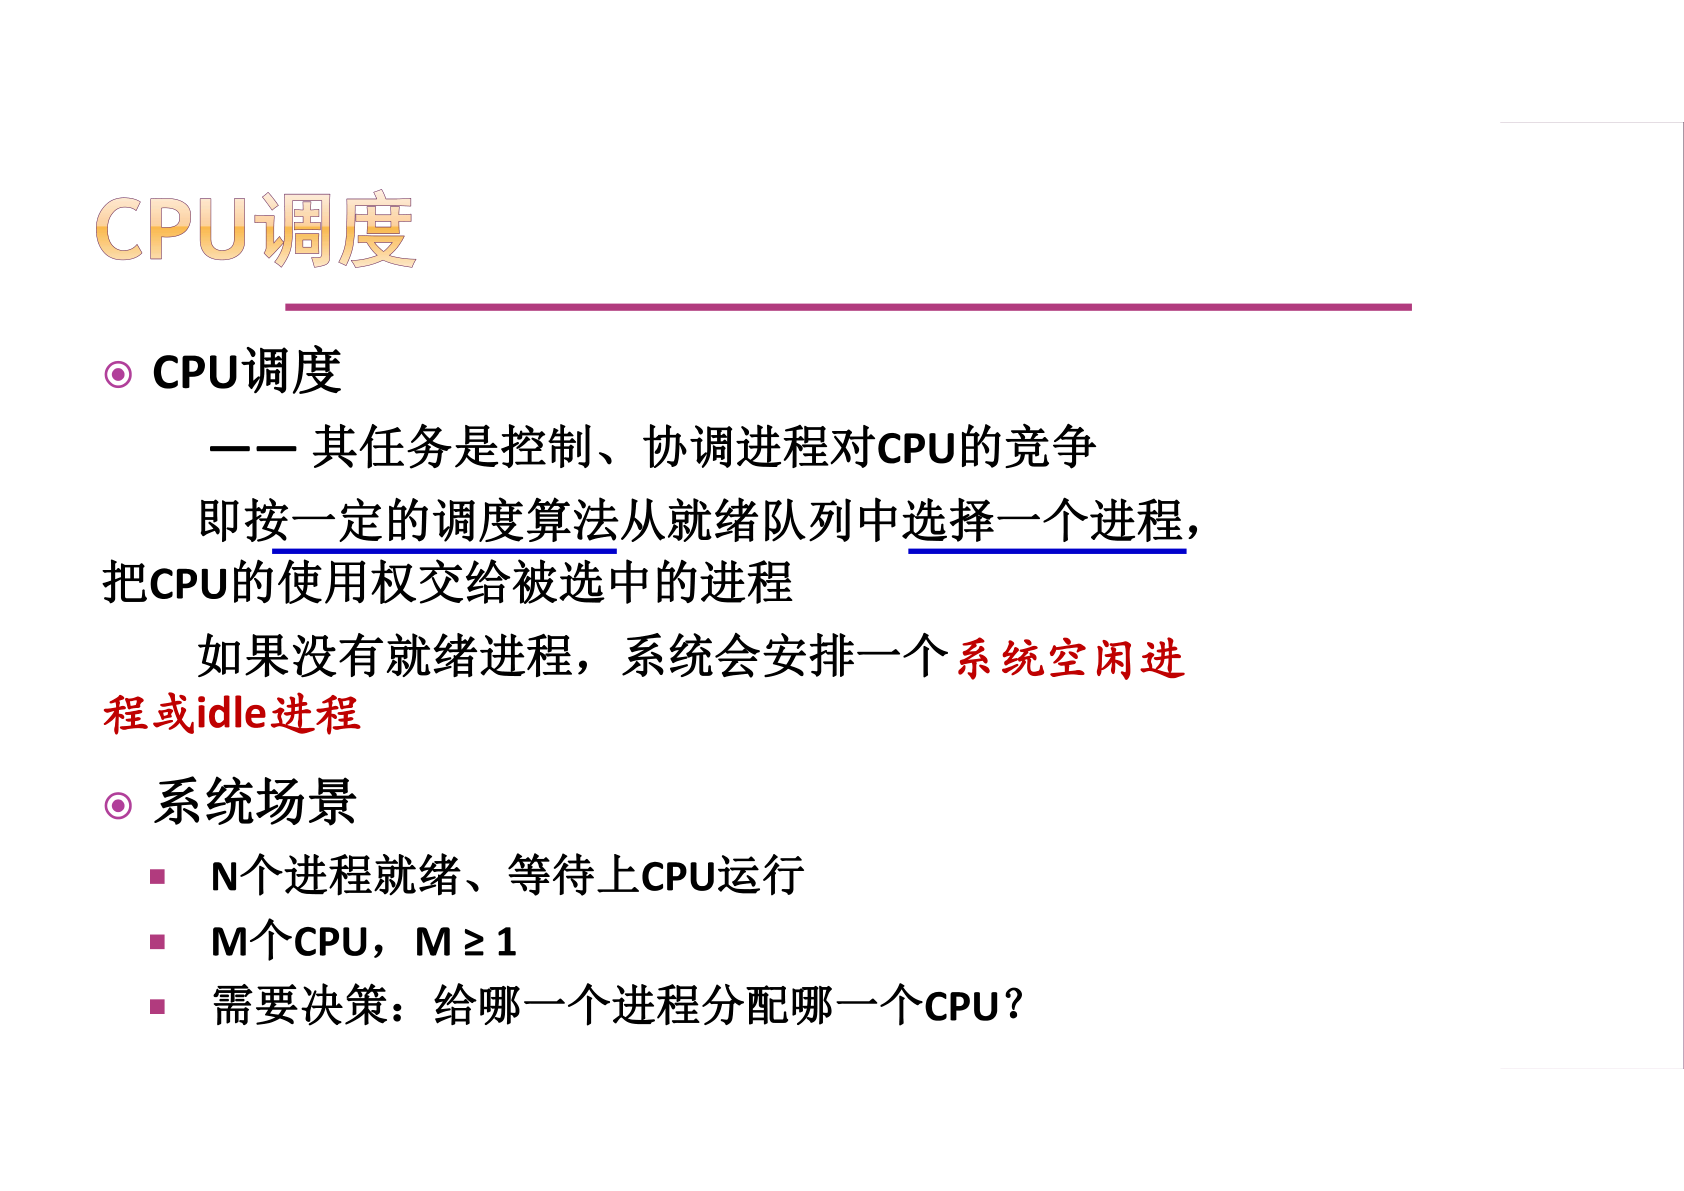 CPU调度
CPU调度
—— 其任务是控制、协调进程对CPU的竞争
即按一定的调度算法从就绪队列中选择一个进程，
把CPU的使用权交给被选中的进程
如果没有就绪进程，系统会安排一个系统空闲进
程或idle进程
系统场景
N个进程就绪、等待上CPU运行
M个CPU，M ≥ 1
需要决策：给哪一个进程分配哪一个CPU？